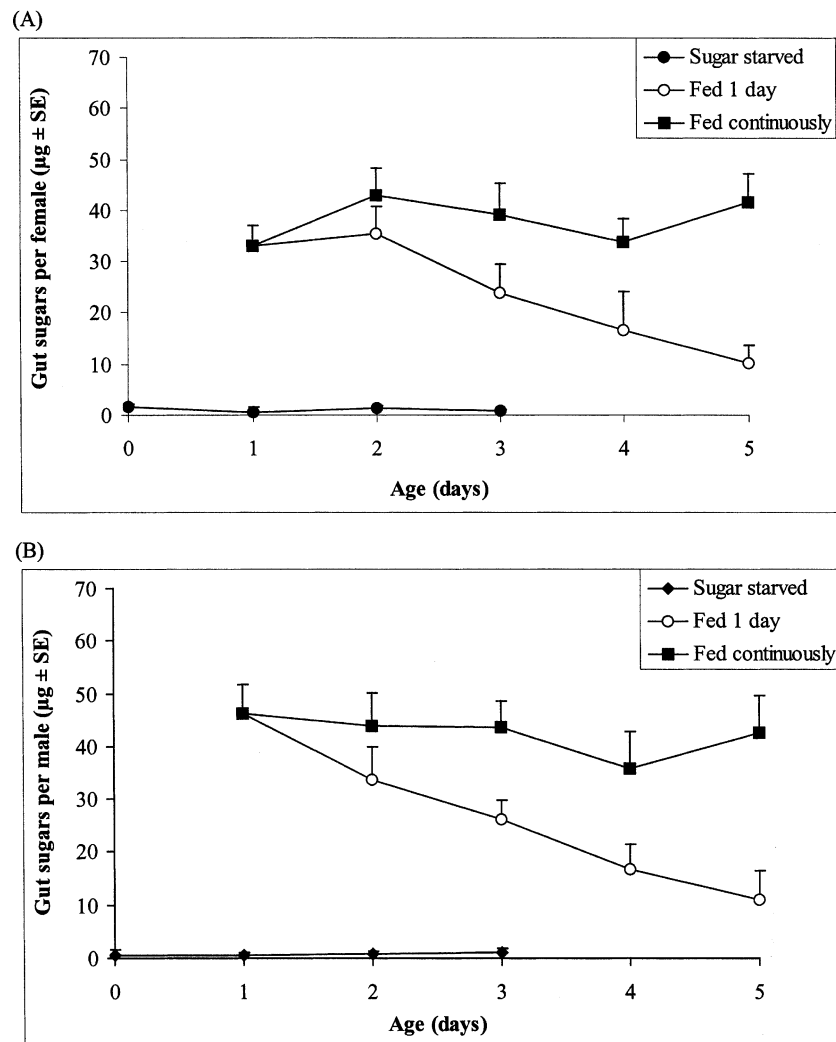 (A)
70
60
50
40
30
20
10
0
Gut sugars per female (µg ± SE)
Sugar starved
Fed 1 day
Fed continuously
0 1 2 3 4 5
Age (days)
(B)
70
60
50
40
30
20
10
0
Gut sugars per male (µg ± SE)
Sugar starved
Fed 1 day
Fed continuously
0 1 2 3 4 5
Age (days)